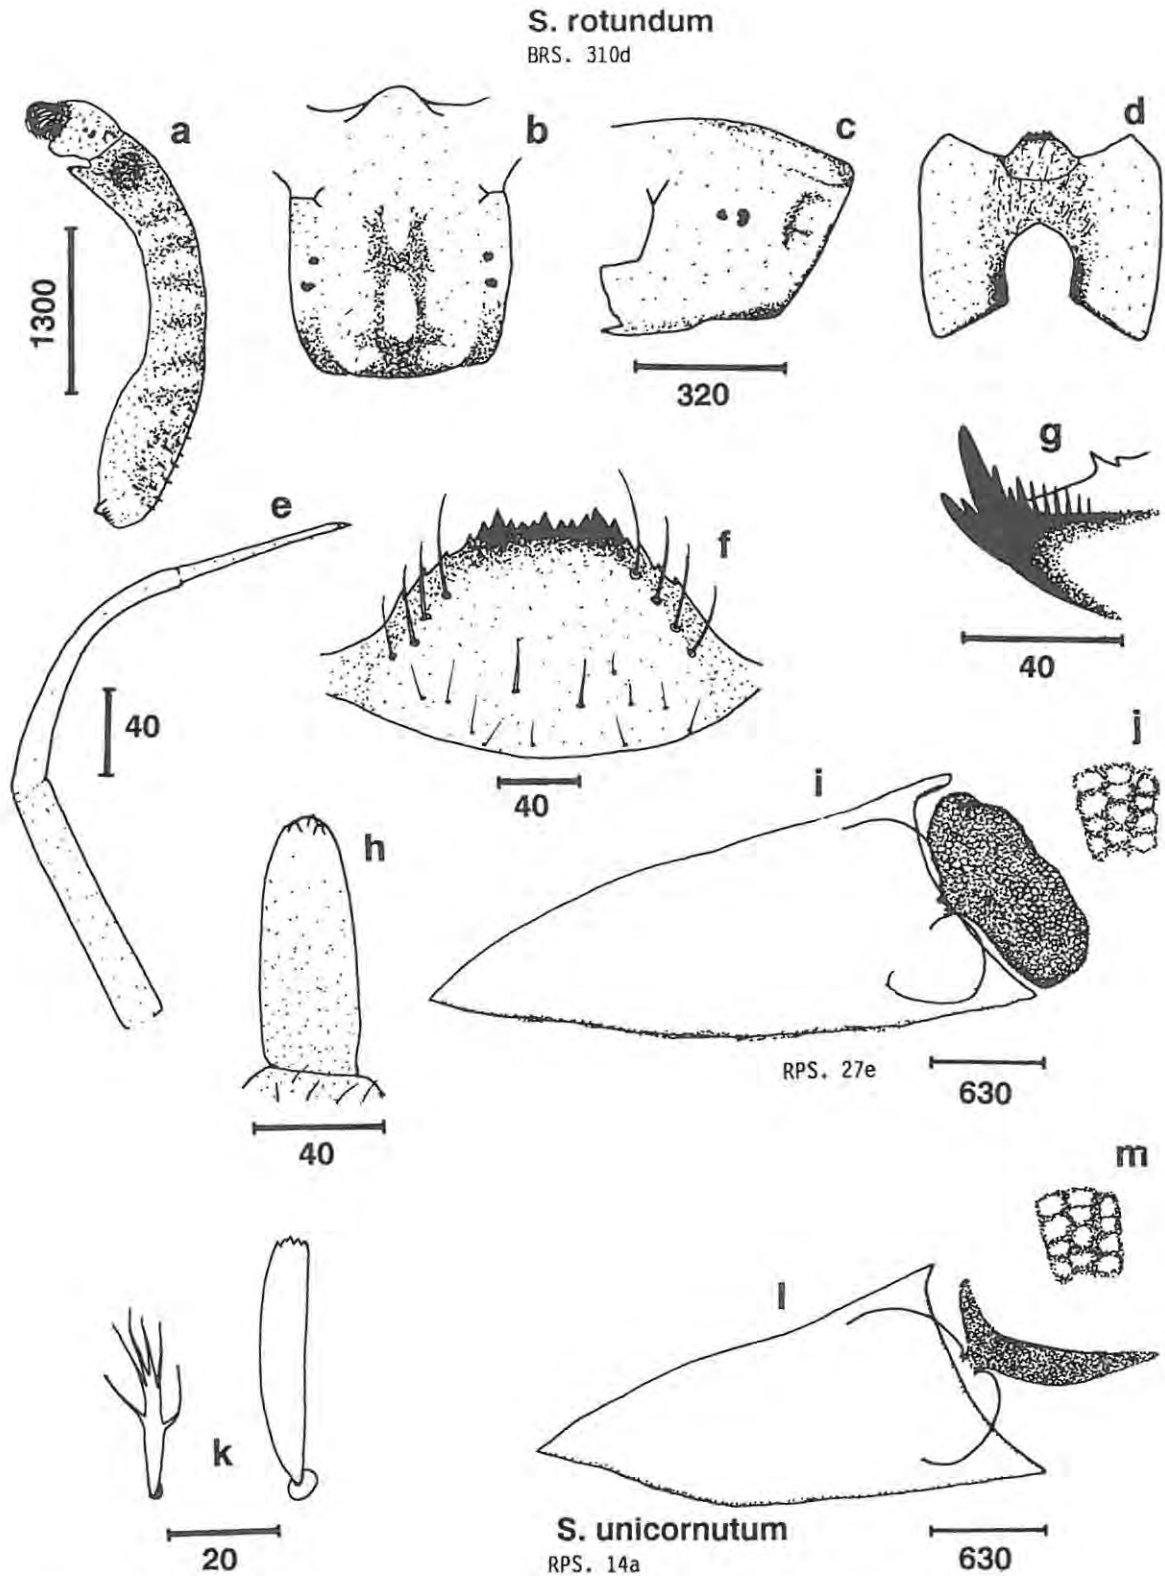 S. rotundum
BRS. 310d
a
b
c
d
1300
320
g
e
f
40
40
40
j
i
h
RPS. 27e
630
40
m
l
k
20
S. unicornutum
RPS. 14a
630